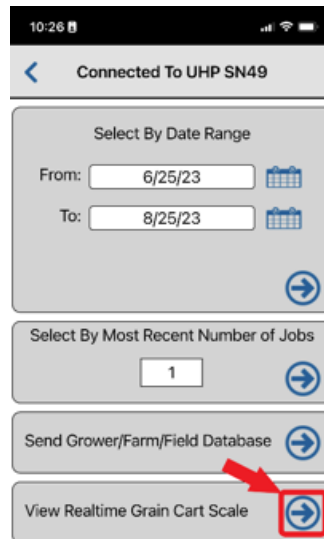 10:26
Connected To UHP SN49
Select By Date Range
From: 6/25/23
To: 8/25/23
Select By Most Recent Number of Jobs
1
Send Grower/Farm/Field Database
View Realtime Grain Cart Scale